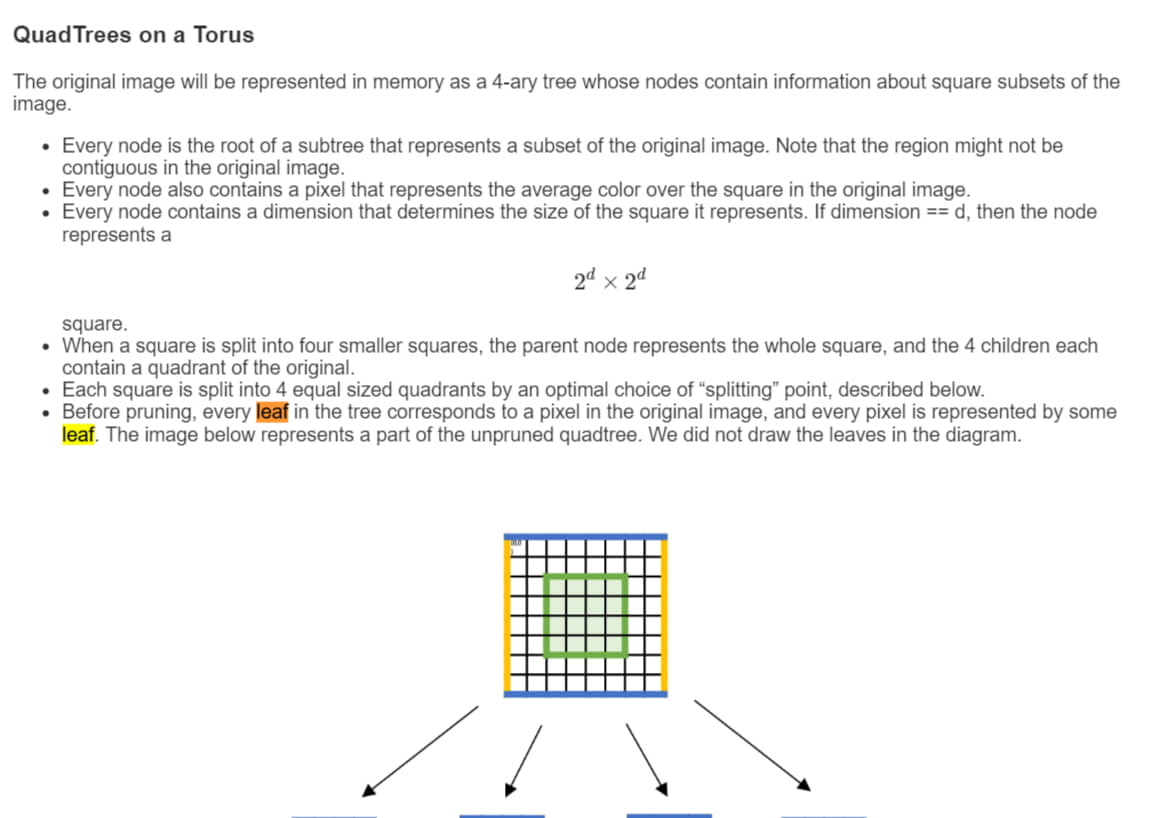 QuadTrees on a Torus
The original image will be represented in memory as a 4-ary tree whose nodes contain information about square subsets of the
image.
• Every node is the root of a subtree that represents a subset of the original image. Note that the region might not be
contiguous in the original image.
• Every node also contains a pixel that represents the average color over the square in the original image.
• Every node contains a dimension that determines the size of the square it represents. If dimension == d, then the node
represents a
2^d × 2^d
square.
• When a square is split into four smaller squares, the parent node represents the whole square, and the 4 children each
contain a quadrant of the original.
• Each square is split into 4 equal sized quadrants by an optimal choice of “splitting” point, described below.
• Before pruning, every leaf in the tree corresponds to a pixel in the original image, and every pixel is represented by some
leaf. The image below represents a part of the unpruned quadtree. We did not draw the leaves in the diagram.